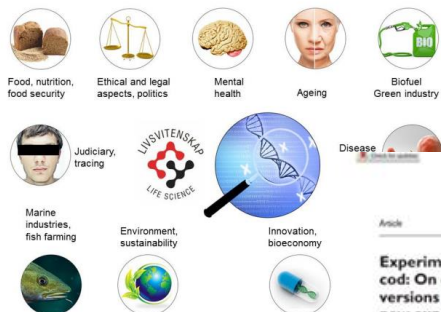 BIO
Food, nutrition,
food security
Ethical and legal
aspects, politics
Mental
health
Ageing
Biofuel
Green industry
Judiciary,
tracing
LIVSVITENSKAP
LIFE SCIENCE
Disease
Check for updates
Marine
industries,
fish farming
Environment,
sustainability
Innovation,
bioeconomy
Article
Experim
cod: On
versions